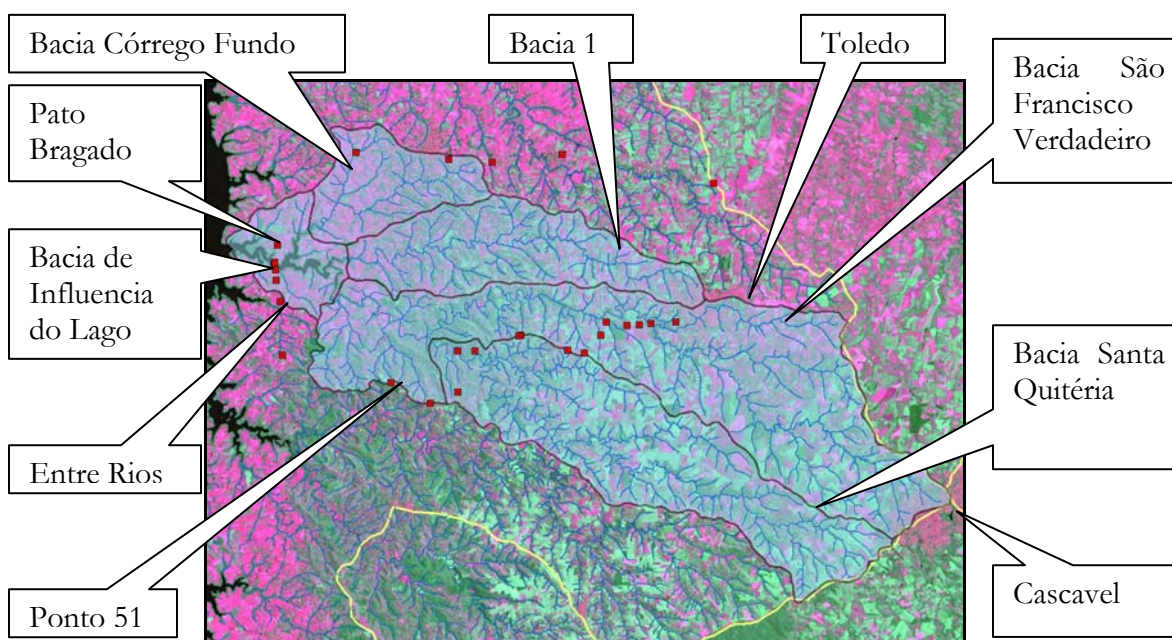 Bacia Córrego Fundo
Bacia 1
Toledo
Bacia São
Francisco
Verdadeiro
Pato
Bragado
Bacia de
Influencia
do Lago
Bacia Santa
Quitéria
Entre Rios
Ponto 51
Cascavel